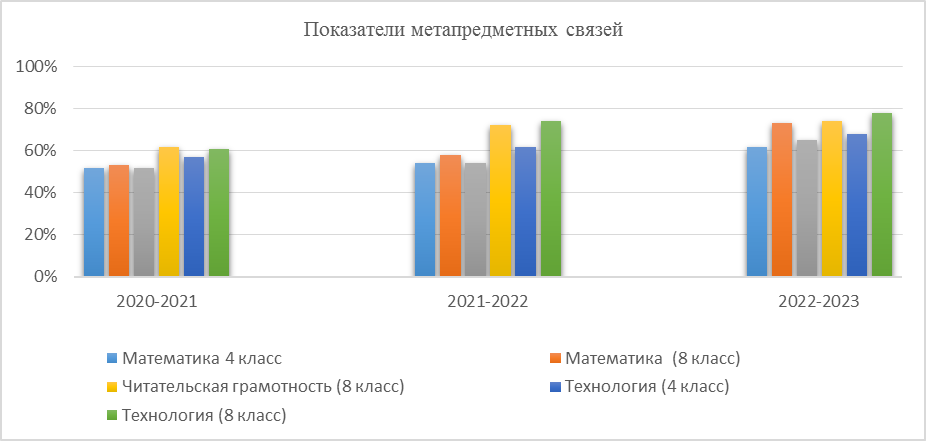 Показатели метапредметных связей
100%
80%
60%
40%
20%
0%
2020-2021 2021-2022 2022-2023
Математика 4 класс Математика (8 класс)
Читательская грамотность (8 класс) Технология (4 класс)
Технология (8 класс)